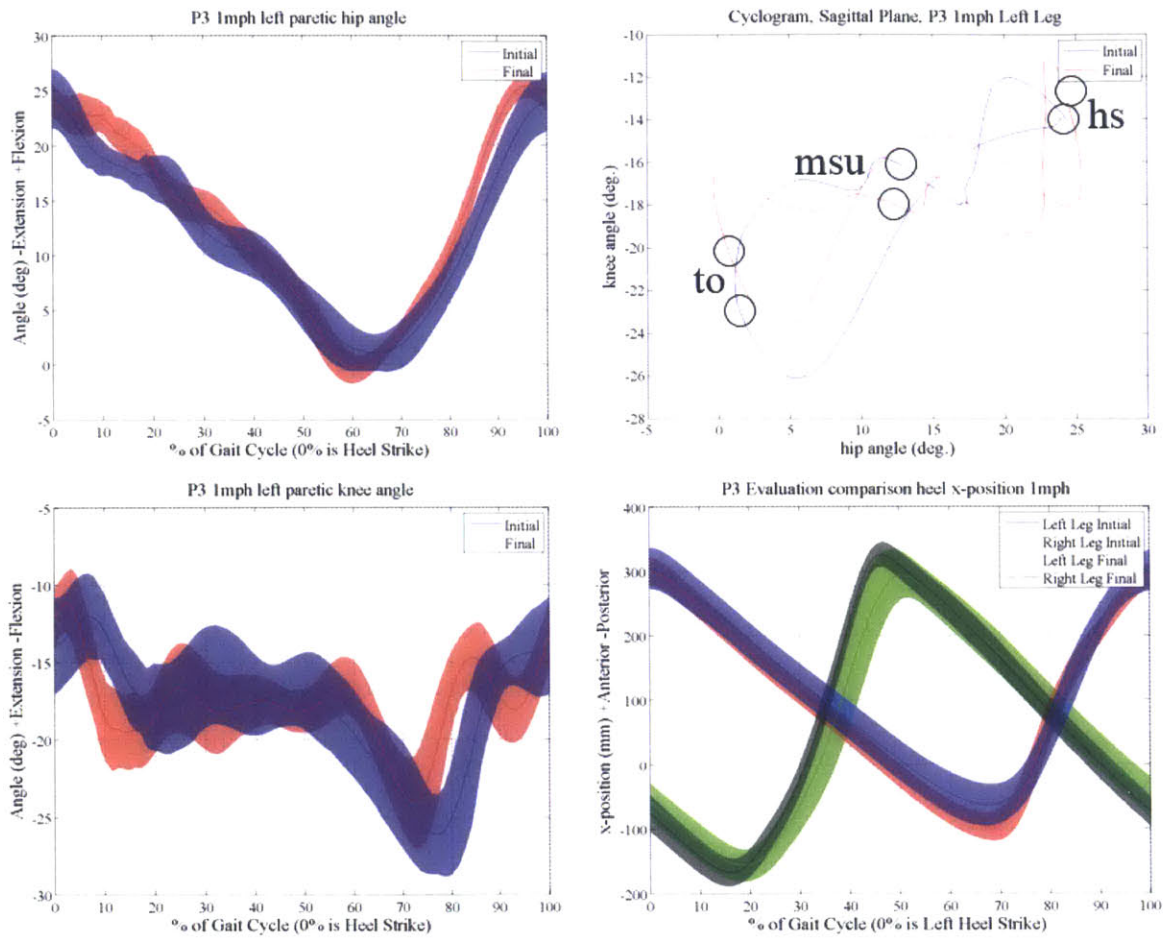 P3 1mph left paretic hip angle
Initial
Final
Angle (deg) -Extension +Flexion
30
25
20
15
10
5
0
-5
0 10 20 30 40 50 60 70 80 90 100
% of Gait Cycle (0% is Heel Strike)
Cyclogram, Sagittal Plane, P3 1mph Left Leg
Initial
Final
hs
msu
to
knee angle (deg.)
-10
-12
-14
-16
-18
-20
-22
-24
-26
-28
-5 0 5 10 15 20 25 30
hip angle (deg.)
P3 1mph left paretic knee angle
Initial
Final
Angle (deg) +Extension -Flexion
-5
-10
-15
-20
-25
-30
0 10 20 30 40 50 60 70 80 90 100
% of Gait Cycle (0% is Heel Strike)
P3 Evaluation comparison heel x-position 1mph
Left Leg Initial
Right Leg Initial
Left Leg Final
Right Leg Final
x-position (mm) + Anterior -Posterior
400
300
200
100
0
-100
-200
0 10 20 30 40 50 60 70 80 90 100
% of Gait Cycle (0% is Left Heel Strike)